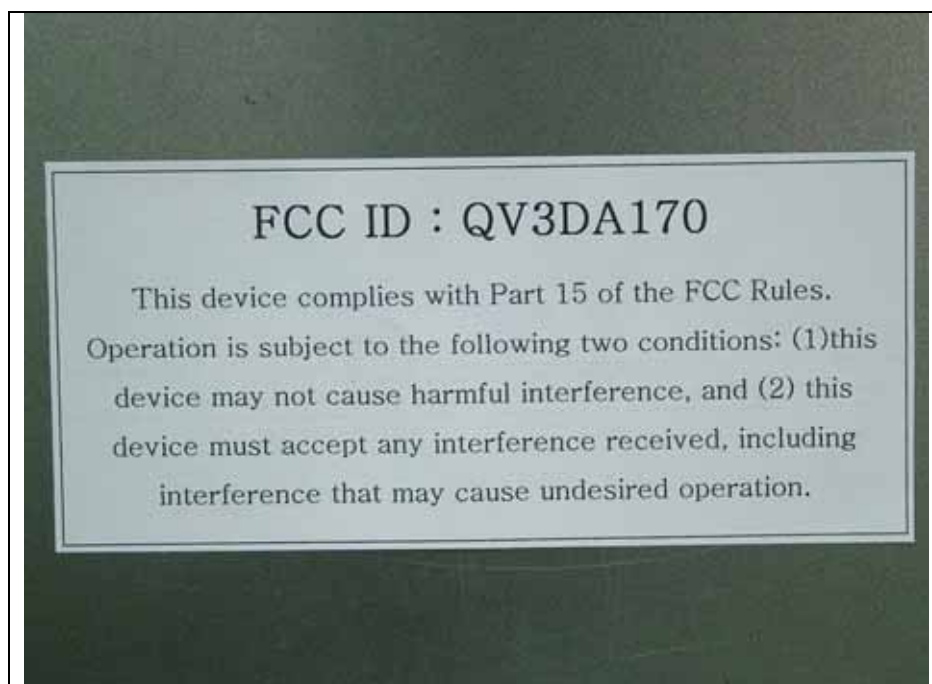 FCC ID : QV3DA170
This device complies with Part 15 of the FCC Rules.
Operation is subject to the following two conditions: (1)this
device may not cause harmful interference, and (2) this
device must accept any interference received, including
interference that may cause undesired operation.